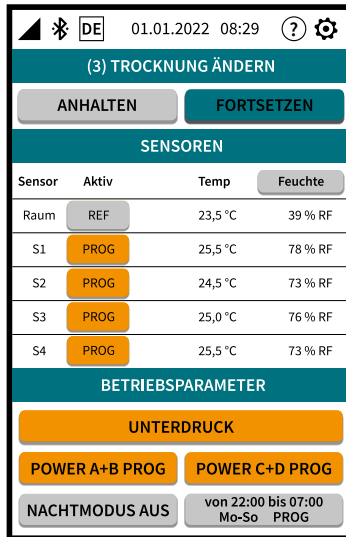 DE 01.01.2022 08:29 ?
(3) TROCKNUNG ÄNDERN
ANHALTEN FORTSETZEN
SENSOREN
Sensor Aktiv Temp Feuchte
Raum REF 23,5 °C 39 % RF
S1 PROG 25,5 °C 78 % RF
S2 PROG 24,5 °C 73 % RF
S3 PROG 25,0 °C 76 % RF
S4 PROG 25,5 °C 73 % RF
BETRIEBSPARAMETER
UNTERDRUCK
POWER A+B PROG POWER C+D PROG
NACHTMODUS AUS von 22:00 bis 07:00
Mo-So PROG